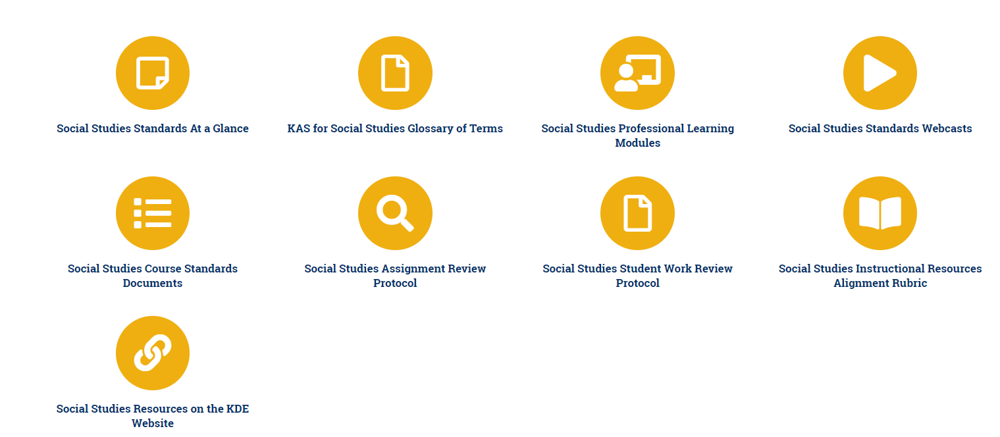 Social Studies Standards At a Glance
KAS for Social Studies Glossary of Terms
Social Studies Professional Learning
Modules
Social Studies Standards Webcasts
Social Studies Course Standards
Documents
Social Studies Assignment Review
Protocol
Social Studies Student Work Review
Protocol
Social Studies Instructional Resources
Alignment Rubric
Social Studies Resources on the KDE
Website